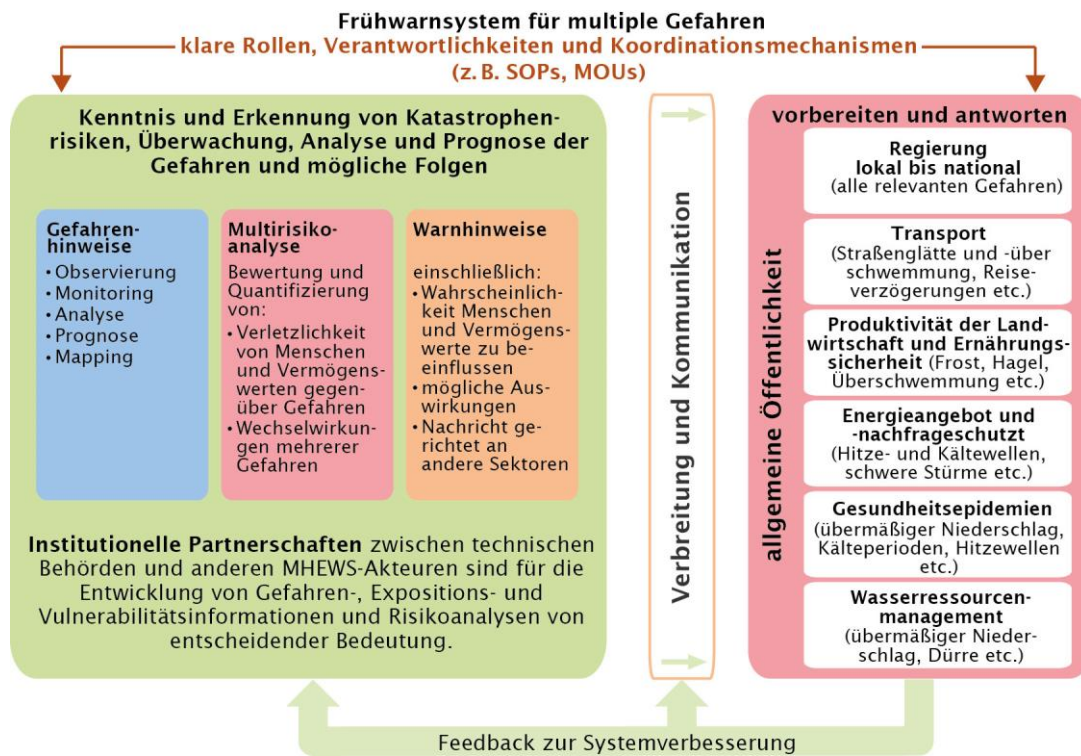 Frühwarnsystem für multiple Gefahren
klare Rollen, Verantwortlichkeiten und Koordinationsmechanismen
(z. B. SOPs, MOUs)
Kenntnis und Erkennung von Katastrophen-
risiken, Überwachung, Analyse und Prognose der
Gefahren und mögliche Folgen
Gefahren-
hinweise
• Observierung
• Monitoring
• Analyse
• Prognose
• Mapping
Multirisiko-
analyse
Bewertung und
Quantifizierung
von:
• Verletzlichkeit
von Menschen
und Vermögens-
werten gegen-
über Gefahren
• Wechselwirkun-
gen mehrerer
Gefahren
Warnhinweise
einschließlich:
• Wahrscheinlich-
keit Menschen
und Vermögens-
werte zu be-
einflussen
• mögliche Aus-
wirkungen
• Nachricht ge-
richtet an
andere Sektoren
Institutionelle Partnerschaften zwischen technischen
Behörden und anderen MHEWS-Akteuren sind für die
Entwicklung von Gefahren-, Expositions- und
Vulnerabilitätsinformationen und Risikoanalysen von
entscheidender Bedeutung.
Verbreitung und Kommunikation
vorbereiten und antworten
allgemeine Öffentlichkeit
Regierung
lokal bis national
(alle relevanten Gefahren)
Transport
(Straßenglätte und -über
schwemmung, Reise-
verzögerungen etc.)
Produktivität der Land-
wirtschaft und Ernährungs-
sicherheit (Frost, Hagel,
Überschwemmung etc.)
Energieangebot und
-nachfrageschutzt
(Hitze- und Kältewellen,
schwere Stürme etc.)
Gesundheitsepidemien
(übermäßiger Niederschlag,
Kälteperioden, Hitzewellen
etc.)
Wasserressourcen-
management
(übermäßiger Nieder-
schlag, Dürre etc.)
Feedback zur Systemverbesserung